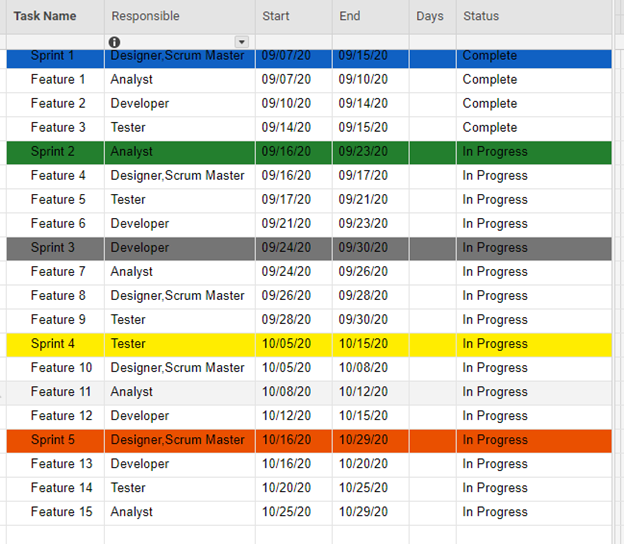 Task Name Responsible Start End Days Status
Sprint 1 Designer,Scrum Master 09/07/20 09/15/20 Complete
Feature 1 Analyst 09/07/20 09/10/20 Complete
Feature 2 Developer 09/10/20 09/14/20 Complete
Feature 3 Tester 09/14/20 09/15/20 Complete
Sprint 2 Analyst 09/16/20 09/23/20 In Progress
Feature 4 Designer,Scrum Master 09/16/20 09/17/20 In Progress
Feature 5 Tester 09/17/20 09/21/20 In Progress
Feature 6 Developer 09/21/20 09/23/20 In Progress
Sprint 3 Developer 09/24/20 09/30/20 In Progress
Feature 7 Analyst 09/24/20 09/26/20 In Progress
Feature 8 Designer,Scrum Master 09/26/20 09/28/20 In Progress
Feature 9 Tester 09/28/20 09/30/20 In Progress
Sprint 4 Tester 10/05/20 10/15/20 In Progress
Feature 10 Designer,Scrum Master 10/05/20 10/08/20 In Progress
Feature 11 Analyst 10/08/20 10/12/20 In Progress
Feature 12 Developer 10/12/20 10/15/20 In Progress
Sprint 5 Designer,Scrum Master 10/16/20 10/29/20 In Progress
Feature 13 Developer 10/16/20 10/20/20 In Progress
Feature 14 Tester 10/20/20 10/25/20 In Progress
Feature 15 Analyst 10/25/20 10/29/20 In Progress